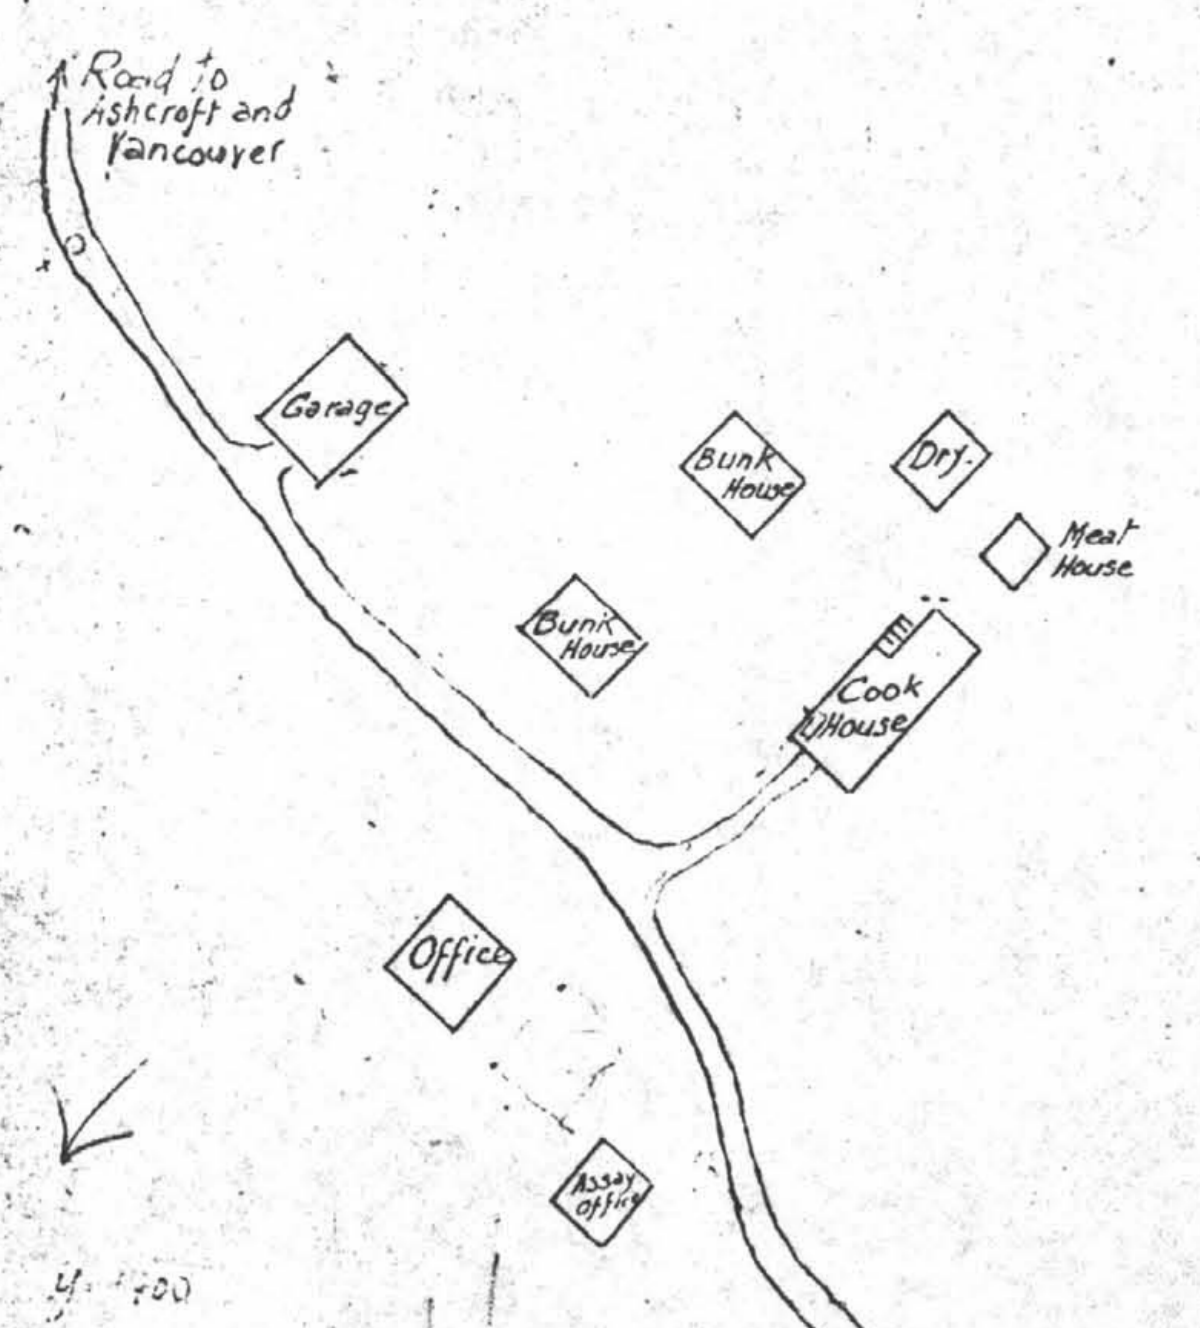 Road to
Ashcroft and
Vancouver
Garage
Bunk
House
Dry.
Meat
House
Bunk
House
Cook
House
Office
Assay
Office